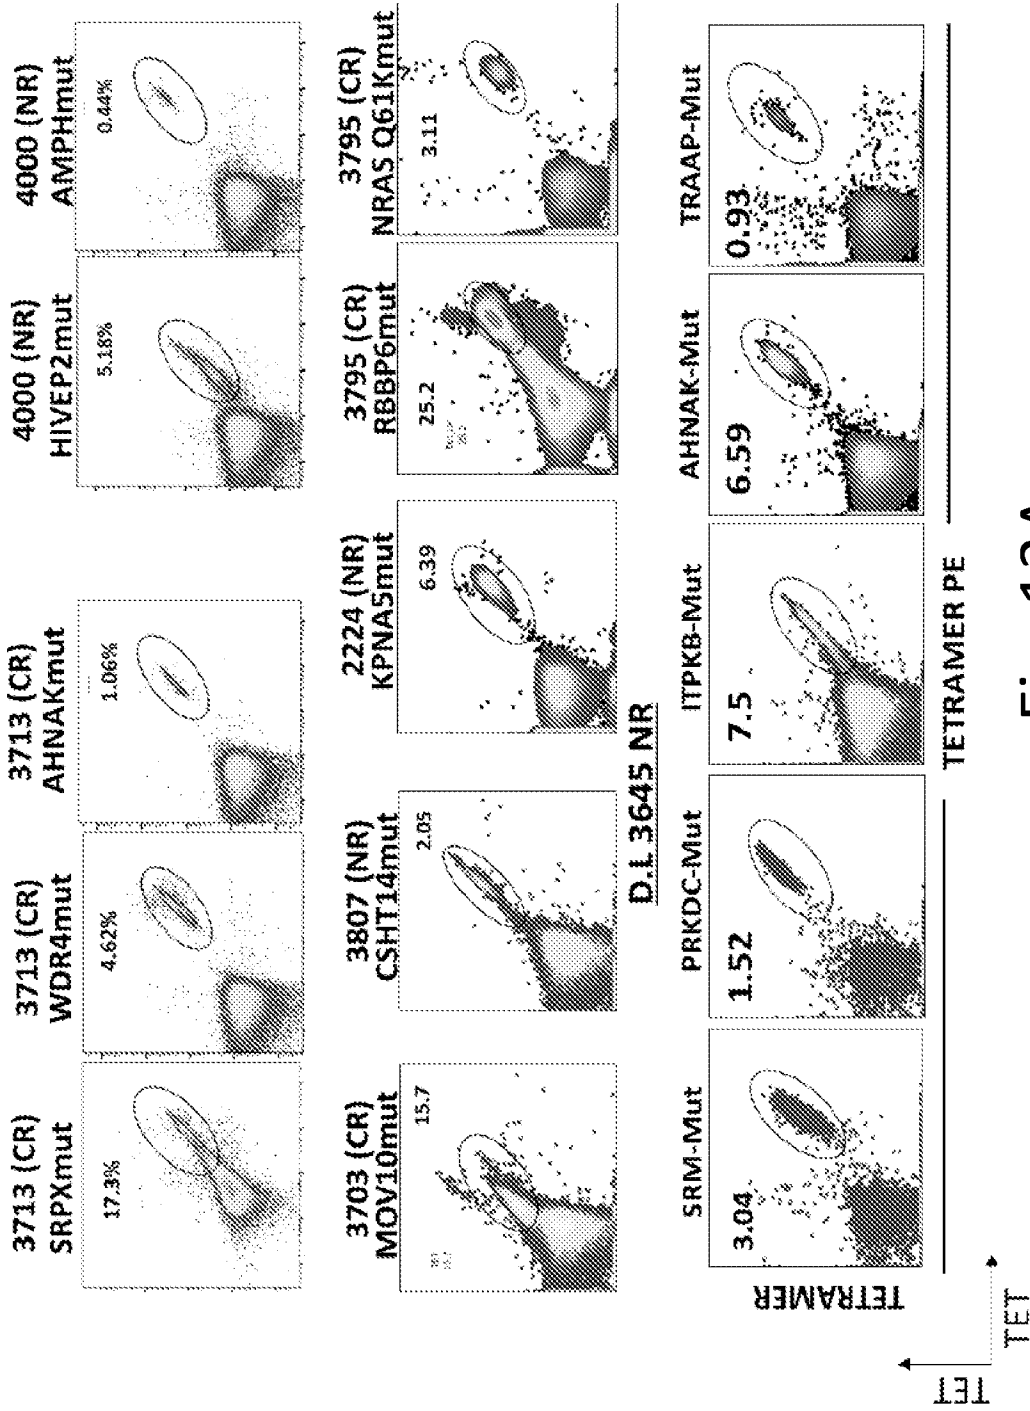 3713 (CR)
SRPXmut
17.3%
3713 (CR)
WDR4mut
4.62%
3713 (CR)
AHNAKmut
1.06%
4000 (NR)
HIVEP2mut
5.18%
4000 (NR)
AMPHmut
0.44%
3703 (CR)
MOV10mut
15.7
3807 (NR)
CSHT14mut
2.05
2224 (NR)
KPNA5mut
6.39
3795 (CR)
RBBP6mut
25.2
3795 (CR)
NRAS Q61Kmut
3.11
D.L 3645 NR
SRM-Mut
3.04
PRKDC-Mut
1.52
ITPKB-Mut
7.5
AHNAK-Mut
6.59
TRAAP-Mut
0.93
TETRAMER
TETRAMER PE
TET
TET